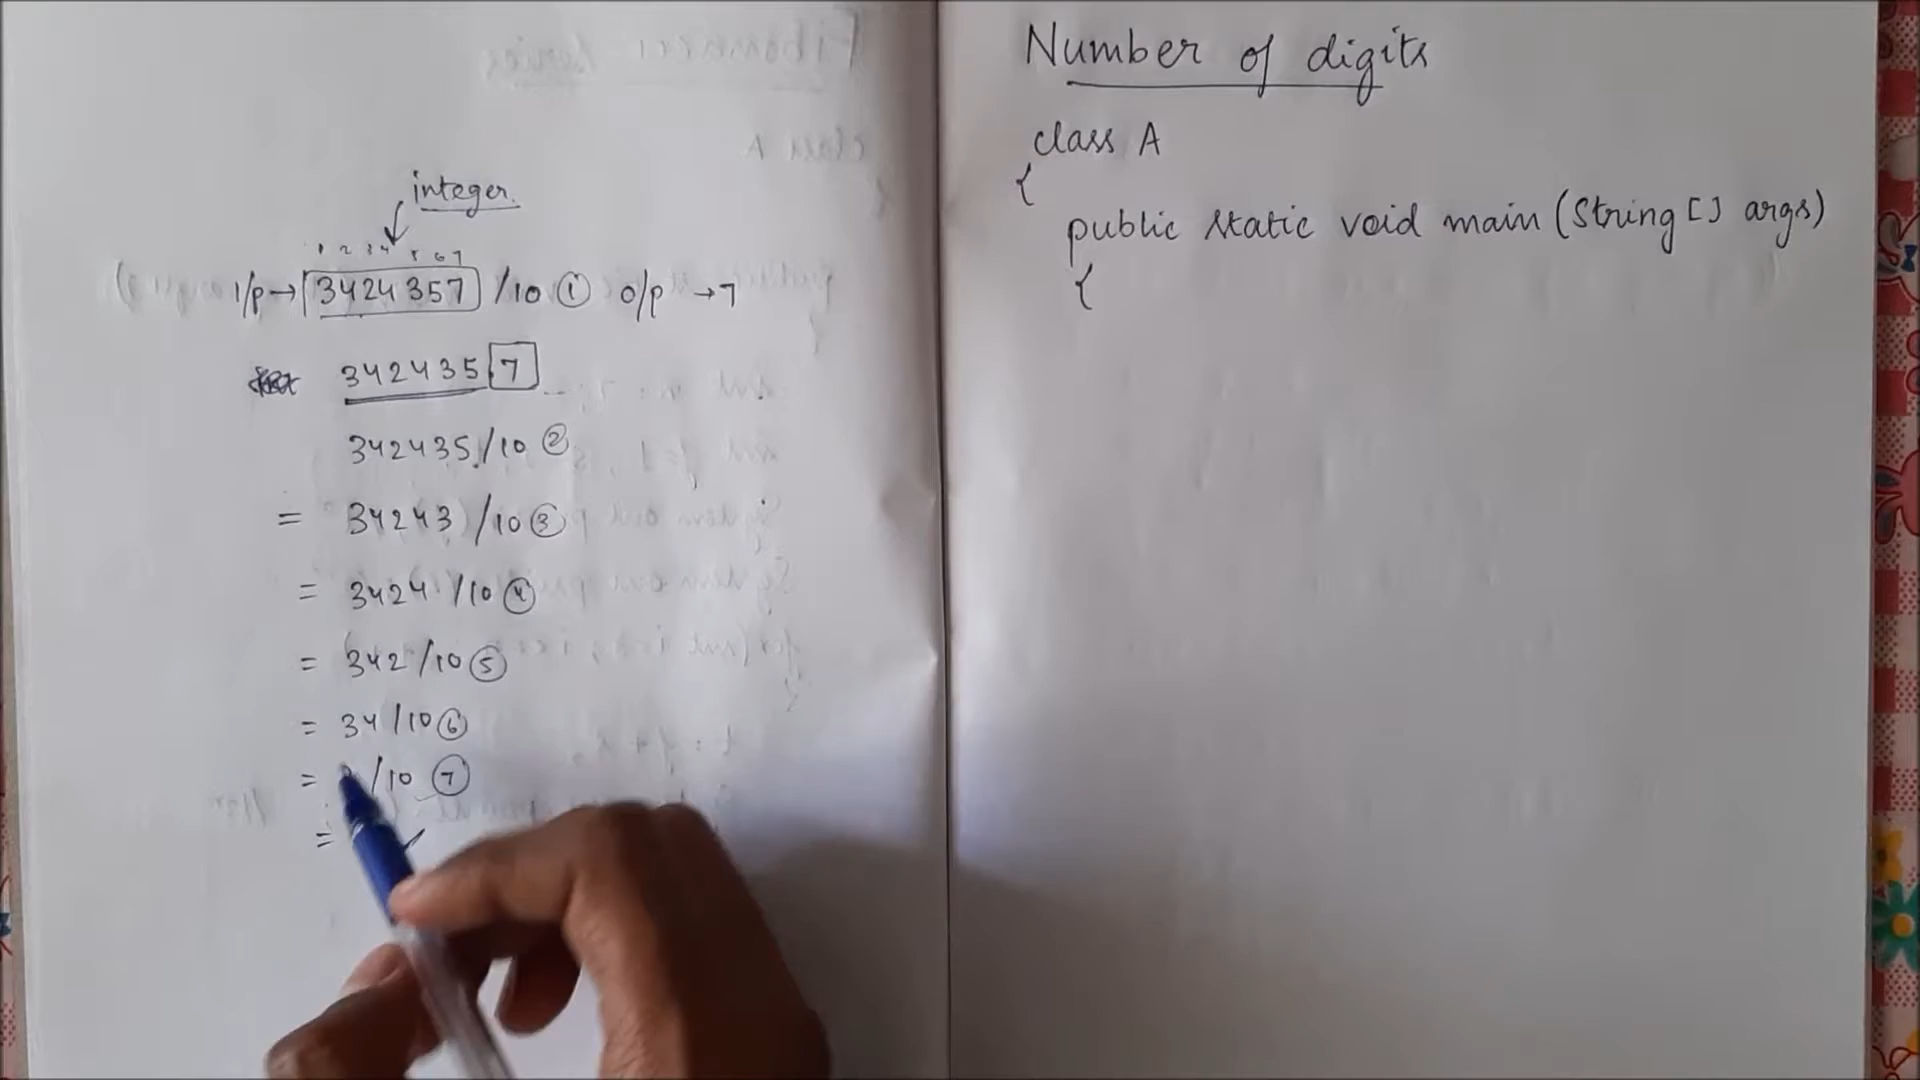 integer.
1 2 3 4 5 6 7
I/p → 3424357 /10 ① o/p → 7
342435 7
342435/10 ②
= 34243 /10 ③
= 3424 /10 ④
= 342 /10 ⑤
= 34 /10 ⑥
= /10 ⑦
=
Number of digits
class A
{
public static void main (String [] args)
{